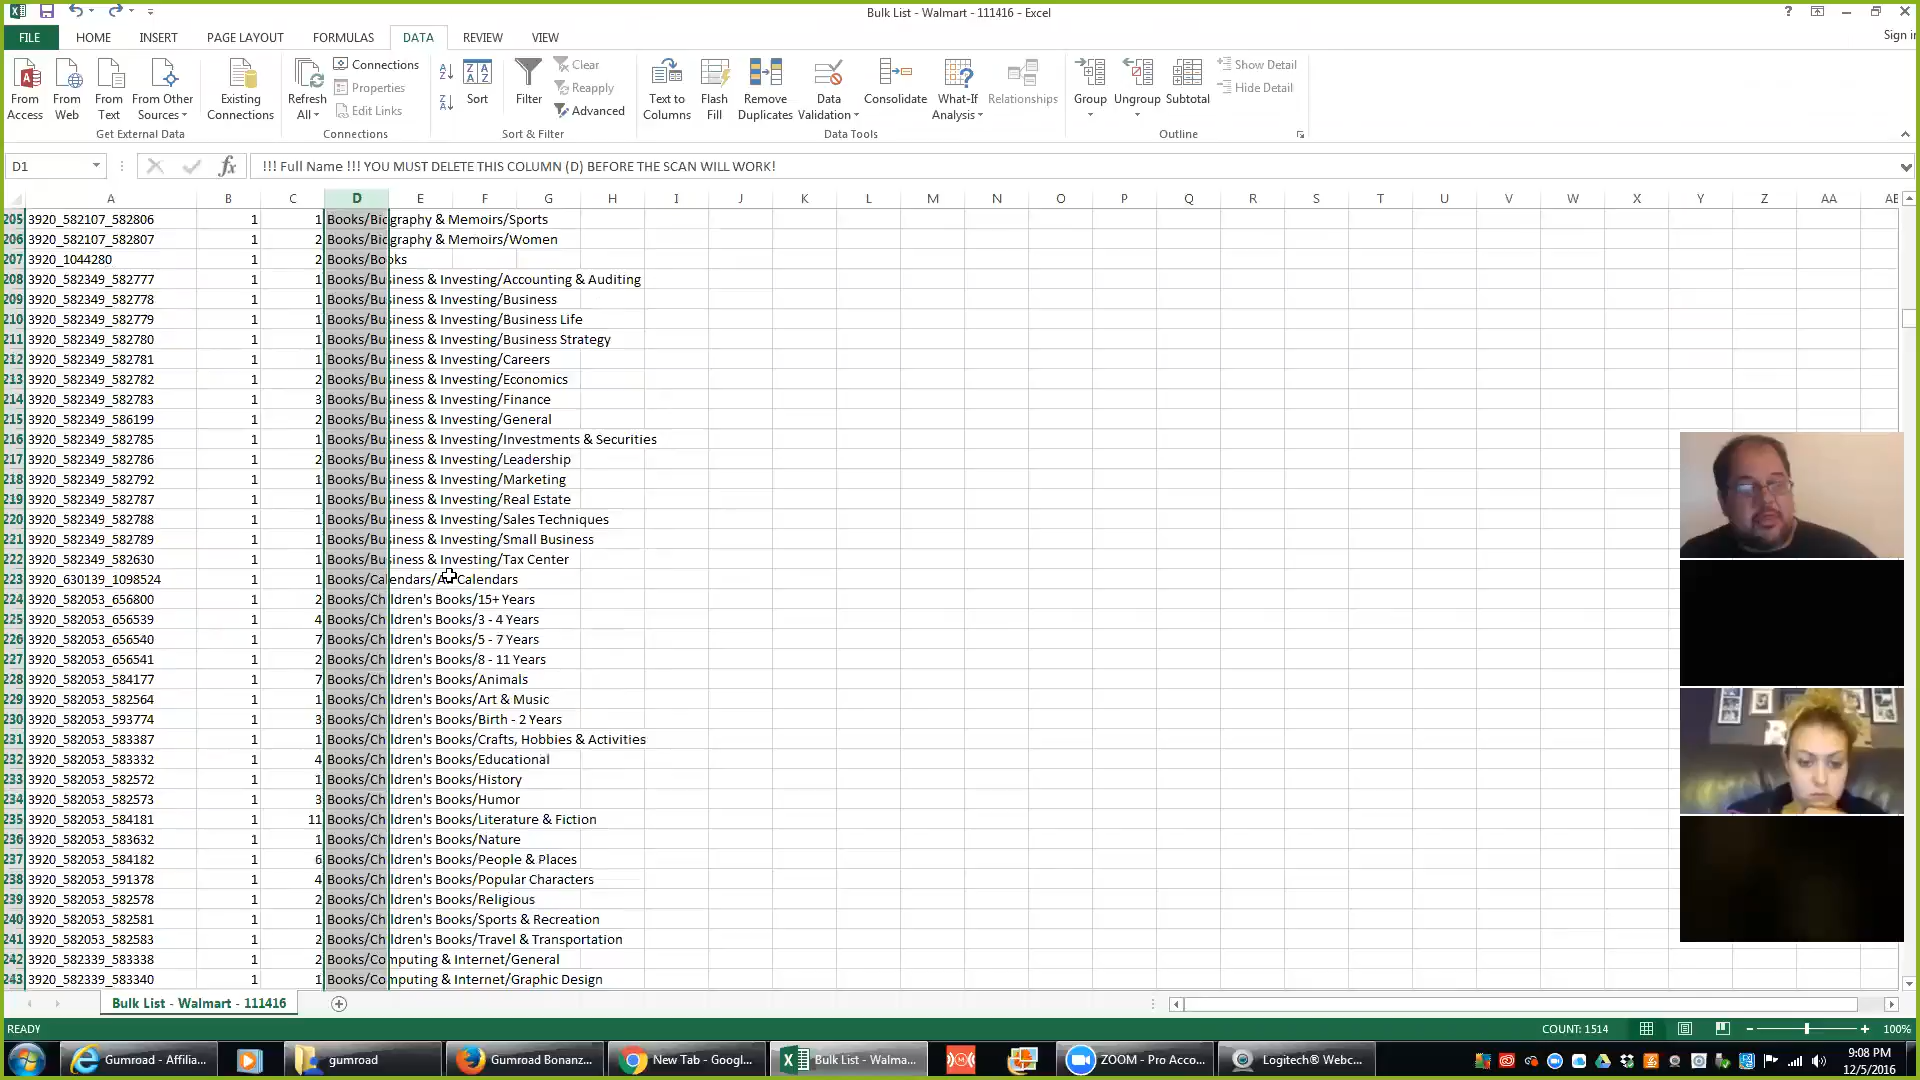 Bulk List - Walmart - 111416 - Excel
?
FILE HOME INSERT PAGE LAYOUT FORMULAS DATA REVIEW VIEW
Sign in
From Access
From Web
From Text
From Other Sources
Existing Connections
Get External Data
Refresh All
Connections
Properties
Edit Links
Connections
Sort
Filter
Clear
Reapply
Advanced
Sort & Filter
Text to Columns
Flash Fill
Remove Duplicates
Data Validation
Consolidate
What-If Analysis
Relationships
Data Tools
Group
Ungroup
Subtotal
Show Detail
Hide Detail
Outline
D1 fx !!! Full Name !!! YOU MUST DELETE THIS COLUMN (D) BEFORE THE SCAN WILL WORK!
A B C D E F G H I J K L M N O P Q R S T U V W X Y Z AA AB
205 3920_582107_582806 1 1 Books/Biography & Memoirs/Sports
206 3920_582107_582807 1 2 Books/Biography & Memoirs/Women
207 3920_1044280 1 2 Books/Books
208 3920_582349_582777 1 1 Books/Business & Investing/Accounting & Auditing
209 3920_582349_582778 1 1 Books/Business & Investing/Business
210 3920_582349_582779 1 1 Books/Business & Investing/Business Life
211 3920_582349_582780 1 1 Books/Business & Investing/Business Strategy
212 3920_582349_582781 1 1 Books/Business & Investing/Careers
213 3920_582349_582782 1 2 Books/Business & Investing/Economics
214 3920_582349_582783 1 3 Books/Business & Investing/Finance
215 3920_582349_586199 1 2 Books/Business & Investing/General
216 3920_582349_582785 1 1 Books/Business & Investing/Investments & Securities
217 3920_582349_582786 1 2 Books/Business & Investing/Leadership
218 3920_582349_582792 1 1 Books/Business & Investing/Marketing
219 3920_582349_582787 1 1 Books/Business & Investing/Real Estate
220 3920_582349_582788 1 1 Books/Business & Investing/Sales Techniques
221 3920_582349_582789 1 1 Books/Business & Investing/Small Business
222 3920_582349_582630 1 1 Books/Business & Investing/Tax Center
223 3920_630139_1098524 1 1 Books/Calendars/All Calendars
224 3920_582053_656800 1 2 Books/Children's Books/15+ Years
225 3920_582053_656539 1 4 Books/Children's Books/3 - 4 Years
226 3920_582053_656540 1 7 Books/Children's Books/5 - 7 Years
227 3920_582053_656541 1 2 Books/Children's Books/8 - 11 Years
228 3920_582053_584177 1 7 Books/Children's Books/Animals
229 3920_582053_582564 1 1 Books/Children's Books/Art & Music
230 3920_582053_593774 1 3 Books/Children's Books/Birth - 2 Years
231 3920_582053_583387 1 1 Books/Children's Books/Crafts, Hobbies & Activities
232 3920_582053_583332 1 4 Books/Children's Books/Educational
233 3920_582053_582572 1 1 Books/Children's Books/History
234 3920_582053_582573 1 3 Books/Children's Books/Humor
235 3920_582053_584181 1 11 Books/Children's Books/Literature & Fiction
236 3920_582053_583632 1 1 Books/Children's Books/Nature
237 3920_582053_584182 1 6 Books/Children's Books/People & Places
238 3920_582053_591378 1 4 Books/Children's Books/Popular Characters
239 3920_582053_582578 1 2 Books/Children's Books/Religious
240 3920_582053_582581 1 1 Books/Children's Books/Sports & Recreation
241 3920_582053_582583 1 2 Books/Children's Books/Travel & Transportation
242 3920_582339_583338 1 2 Books/Computing & Internet/General
243 3920_582339_583340 1 1 Books/Computing & Internet/Graphic Design
Bulk List - Walmart - 111416
READY COUNT: 1514 100%
Gumroad - Affilia... gumroad Gumroad Bonanz... New Tab - Googl... Bulk List - Walma... ZOOM - Pro Acco... Logitech® Webc...
9:08 PM
12/5/2016